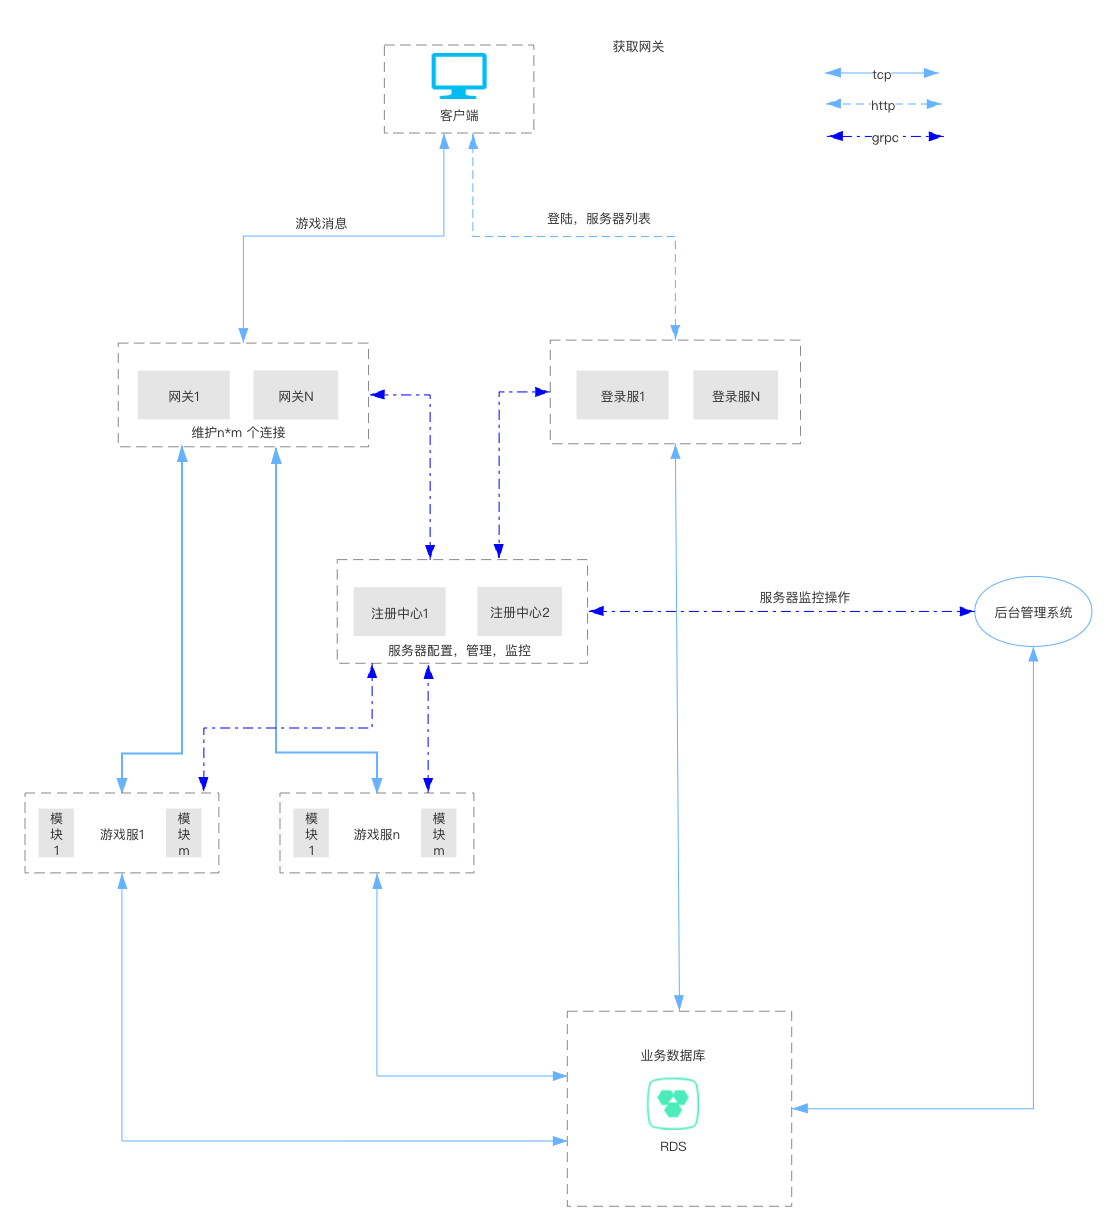 获取网关
tcp
http
grpc
客户端
游戏消息
登陆，服务器列表
网关1
网关N
维护n*m 个连接
登录服1
登录服N
注册中心1
注册中心2
服务器配置，管理，监控
服务器监控操作
后台管理系统
模
块
1
游戏服1
模
块
m
模
块
1
游戏服n
模
块
m
业务数据库
RDS